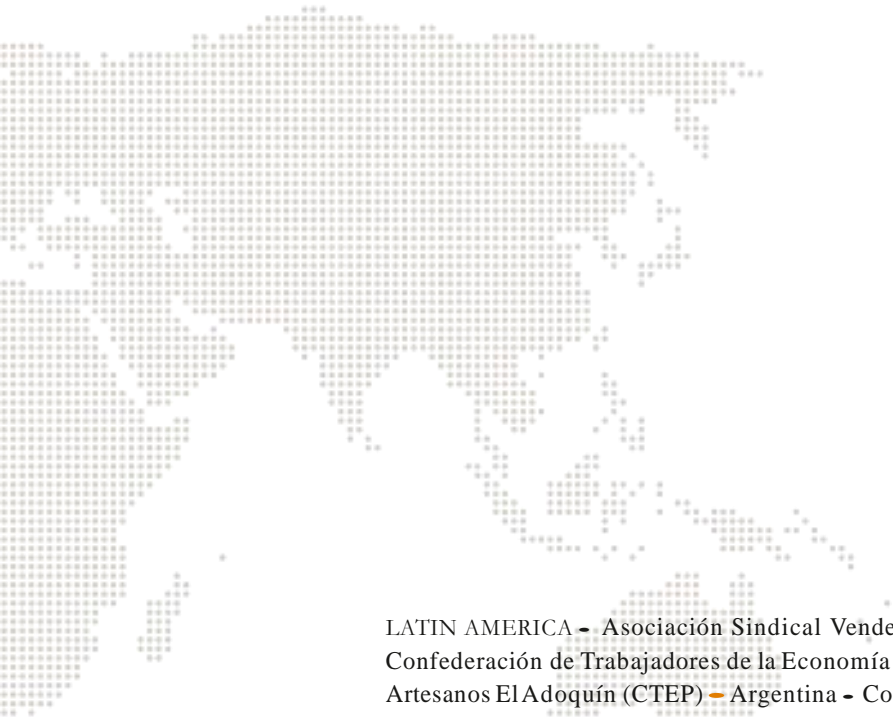 LATIN AMERICA - Asociación Sindical Vende
Confederación de Trabajadores de la Economía
Artesanos El Adoquín (CTEP) - Argentina - Co